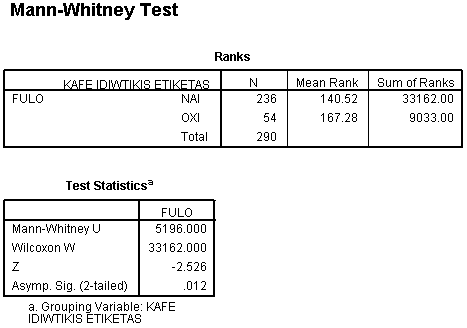 Mann-Whitney Test
Ranks
KAFE IDIWTIKIS ETIKETAS N Mean Rank Sum of Ranks
FULO NAI 236 140.52 33162.00
OXI 54 167.28 9033.00
Total 290
Test Statisticsa
FULO
Mann-Whitney U 5196.000
Wilcoxon W 33162.000
Z -2.526
Asymp. Sig. (2-tailed) .012
a. Grouping Variable: KAFE
IDIWTIKIS ETIKETAS